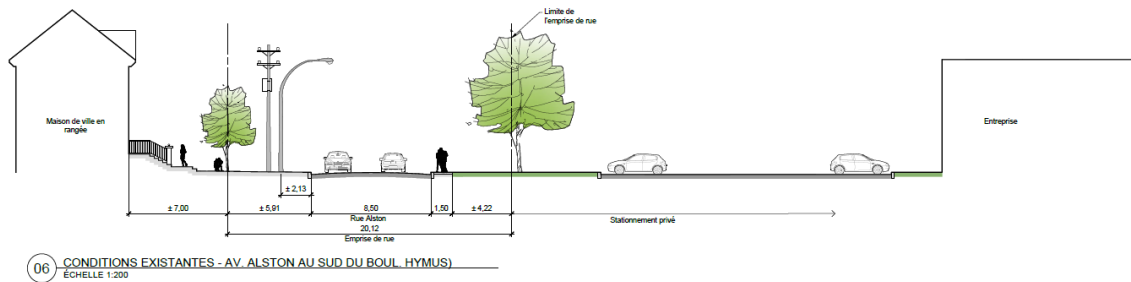 Limite de
l'emprise de rue
Maison de ville en
rangée
Entreprise
± 2,13
± 7,00
± 5,91
8,50
1,50
± 4,22
Rue Alston
Stationnement privé
20,12
Emprise de rue
06
CONDITIONS EXISTANTES - AV. ALSTON AU SUD DU BOUL. HYMUS)
ÉCHELLE 1:200